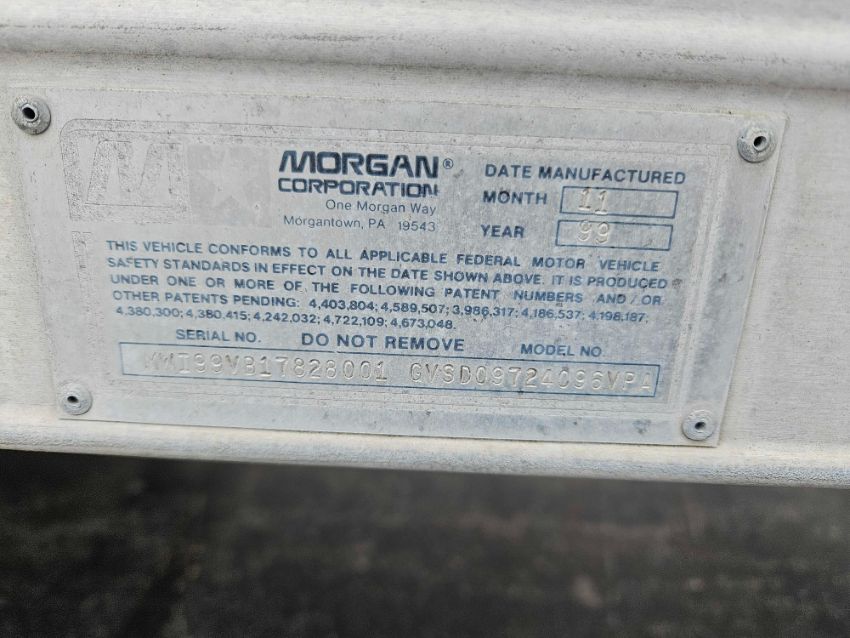 MORGAN®
CORPORATION
One Morgan Way
Morgantown, PA 19543
DATE MANUFACTURED
MONTH 11
YEAR 99
THIS VEHICLE CONFORMS TO ALL APPLICABLE FEDERAL MOTOR VEHICLE
SAFETY STANDARDS IN EFFECT ON THE DATE SHOWN ABOVE. IT IS PRODUCED
UNDER ONE OR MORE OF THE FOLLOWING PATENT NUMBERS AND/OR
OTHER PATENTS PENDING: 4,403,804; 4,589,507; 3,986,317; 4,186,537; 4,198,187;
4,380,300; 4,380,415; 4,242,032; 4,722,109; 4,673,048.
SERIAL NO. DO NOT REMOVE MODEL NO
GVSD09724096VPA